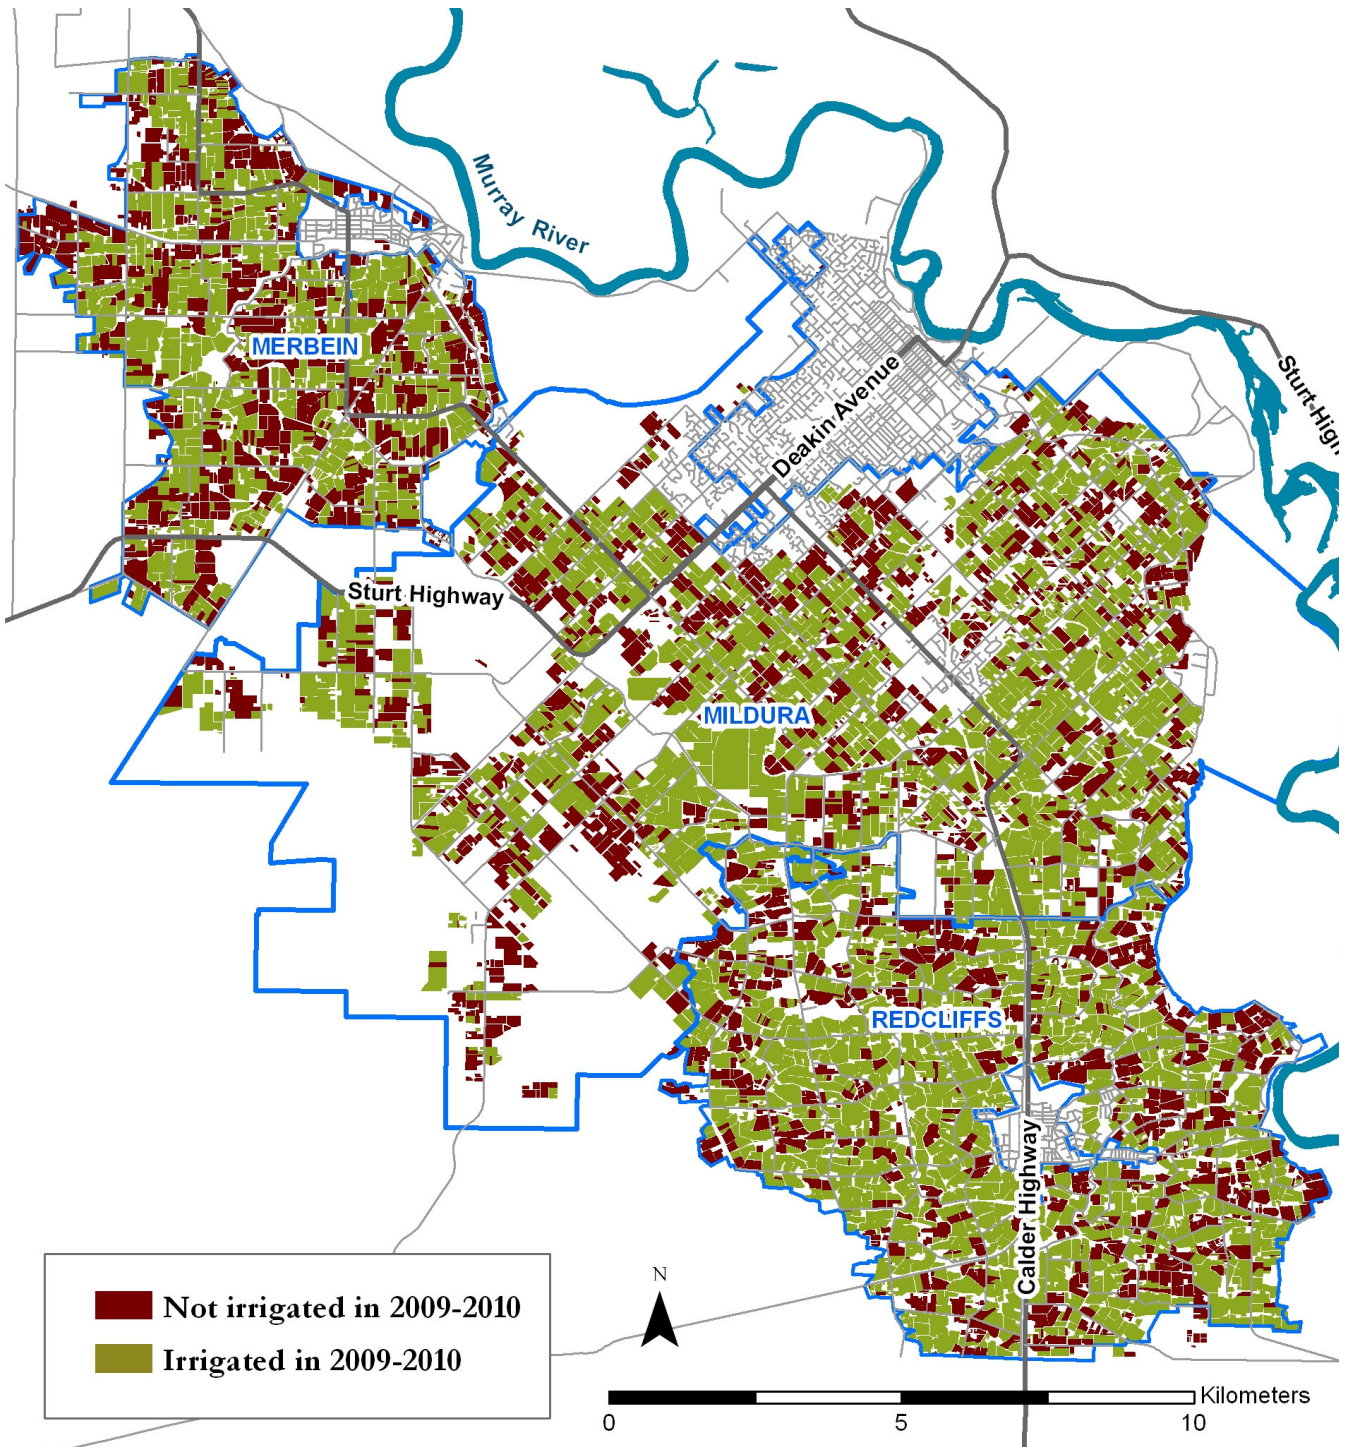 Murray River
MERBEIN
Deakin Avenue
Sturt High
Sturt Highway
MILDURA
REDCLIFFS
Calder Highway
Not irrigated in 2009-2010
Irrigated in 2009-2010
N
Kilometers
0 5 10